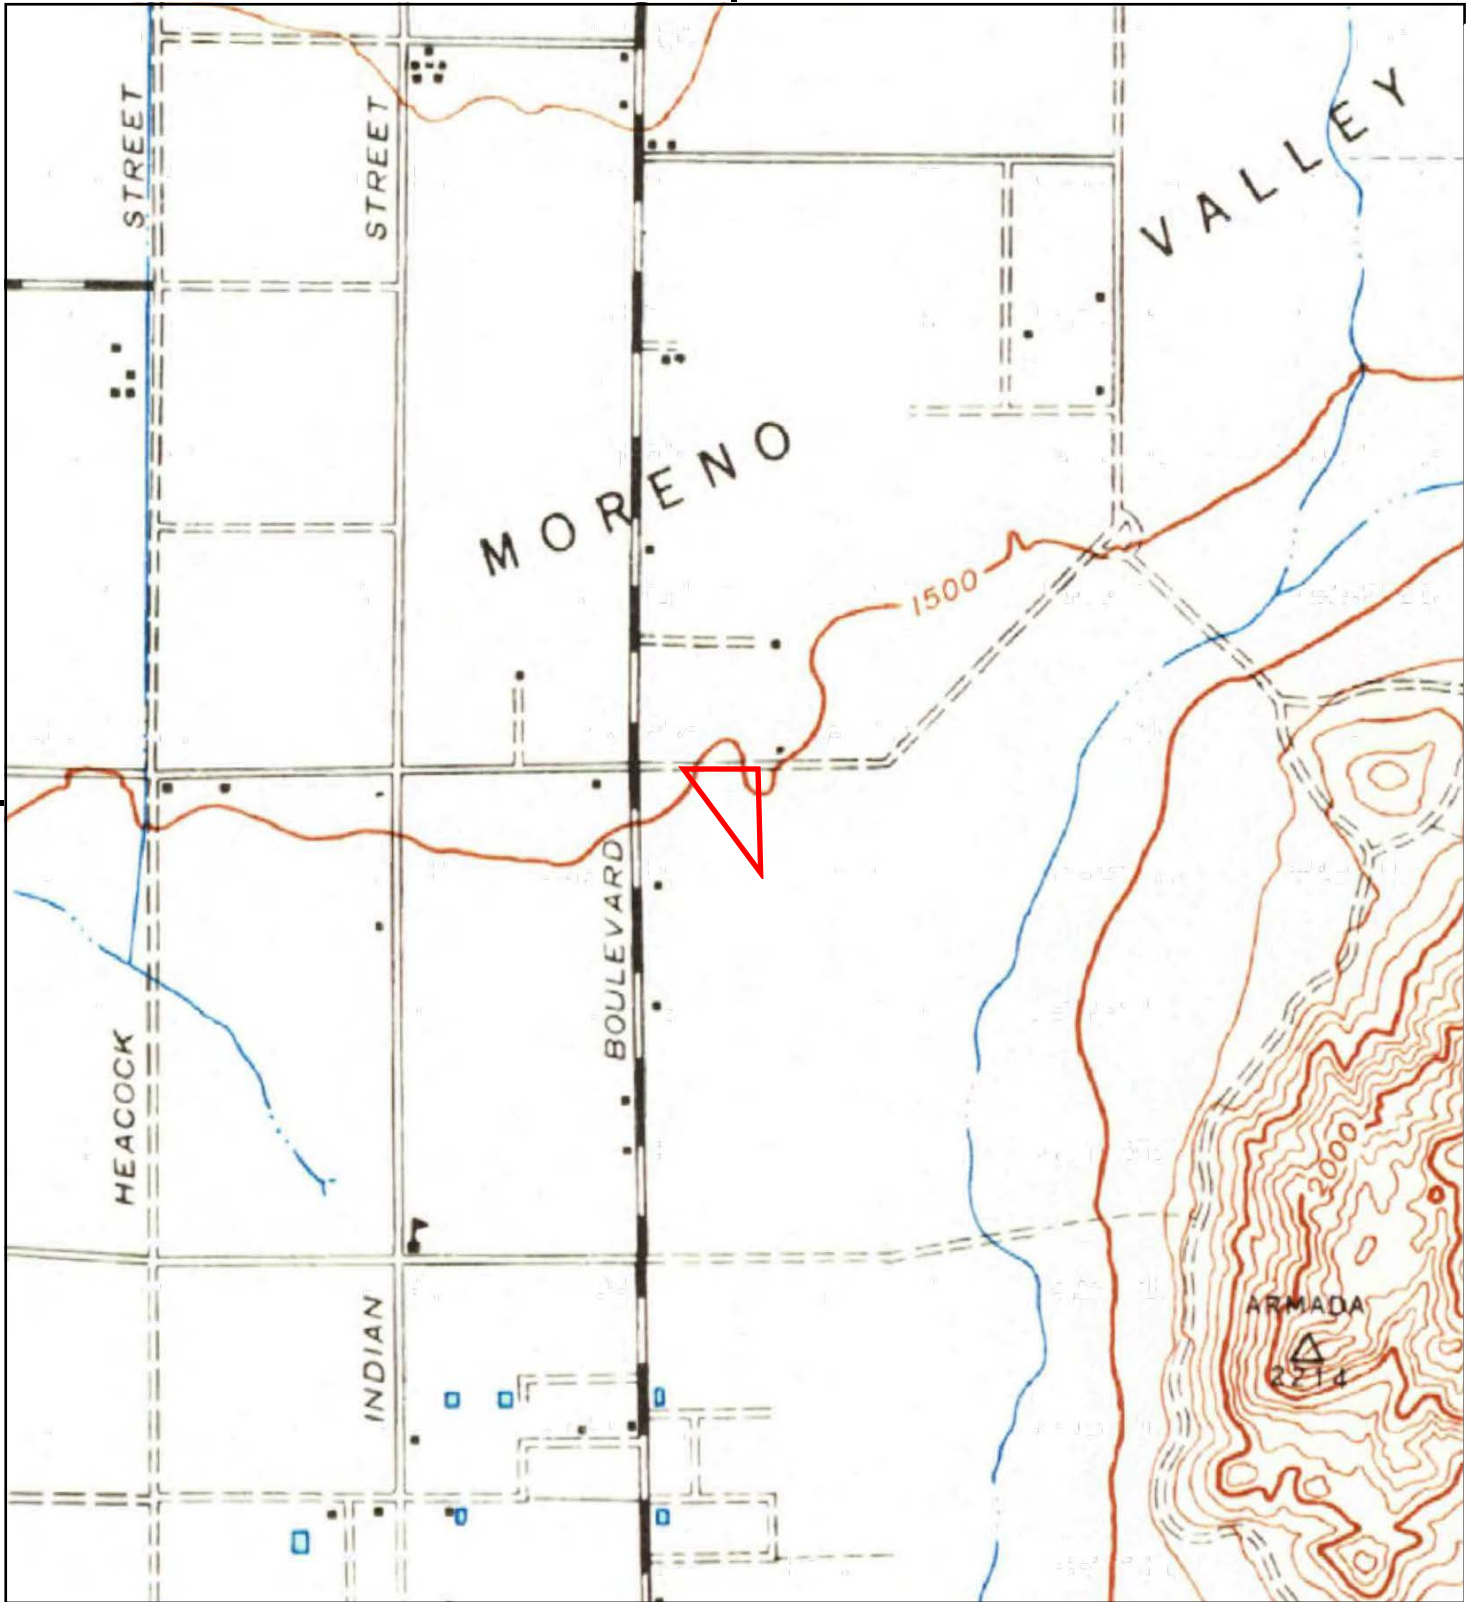 STREET
STREET
VALLEY
MORENO
1500
BOULEVARD
HEACOCK
2000
INDIAN
ARMADA
2214